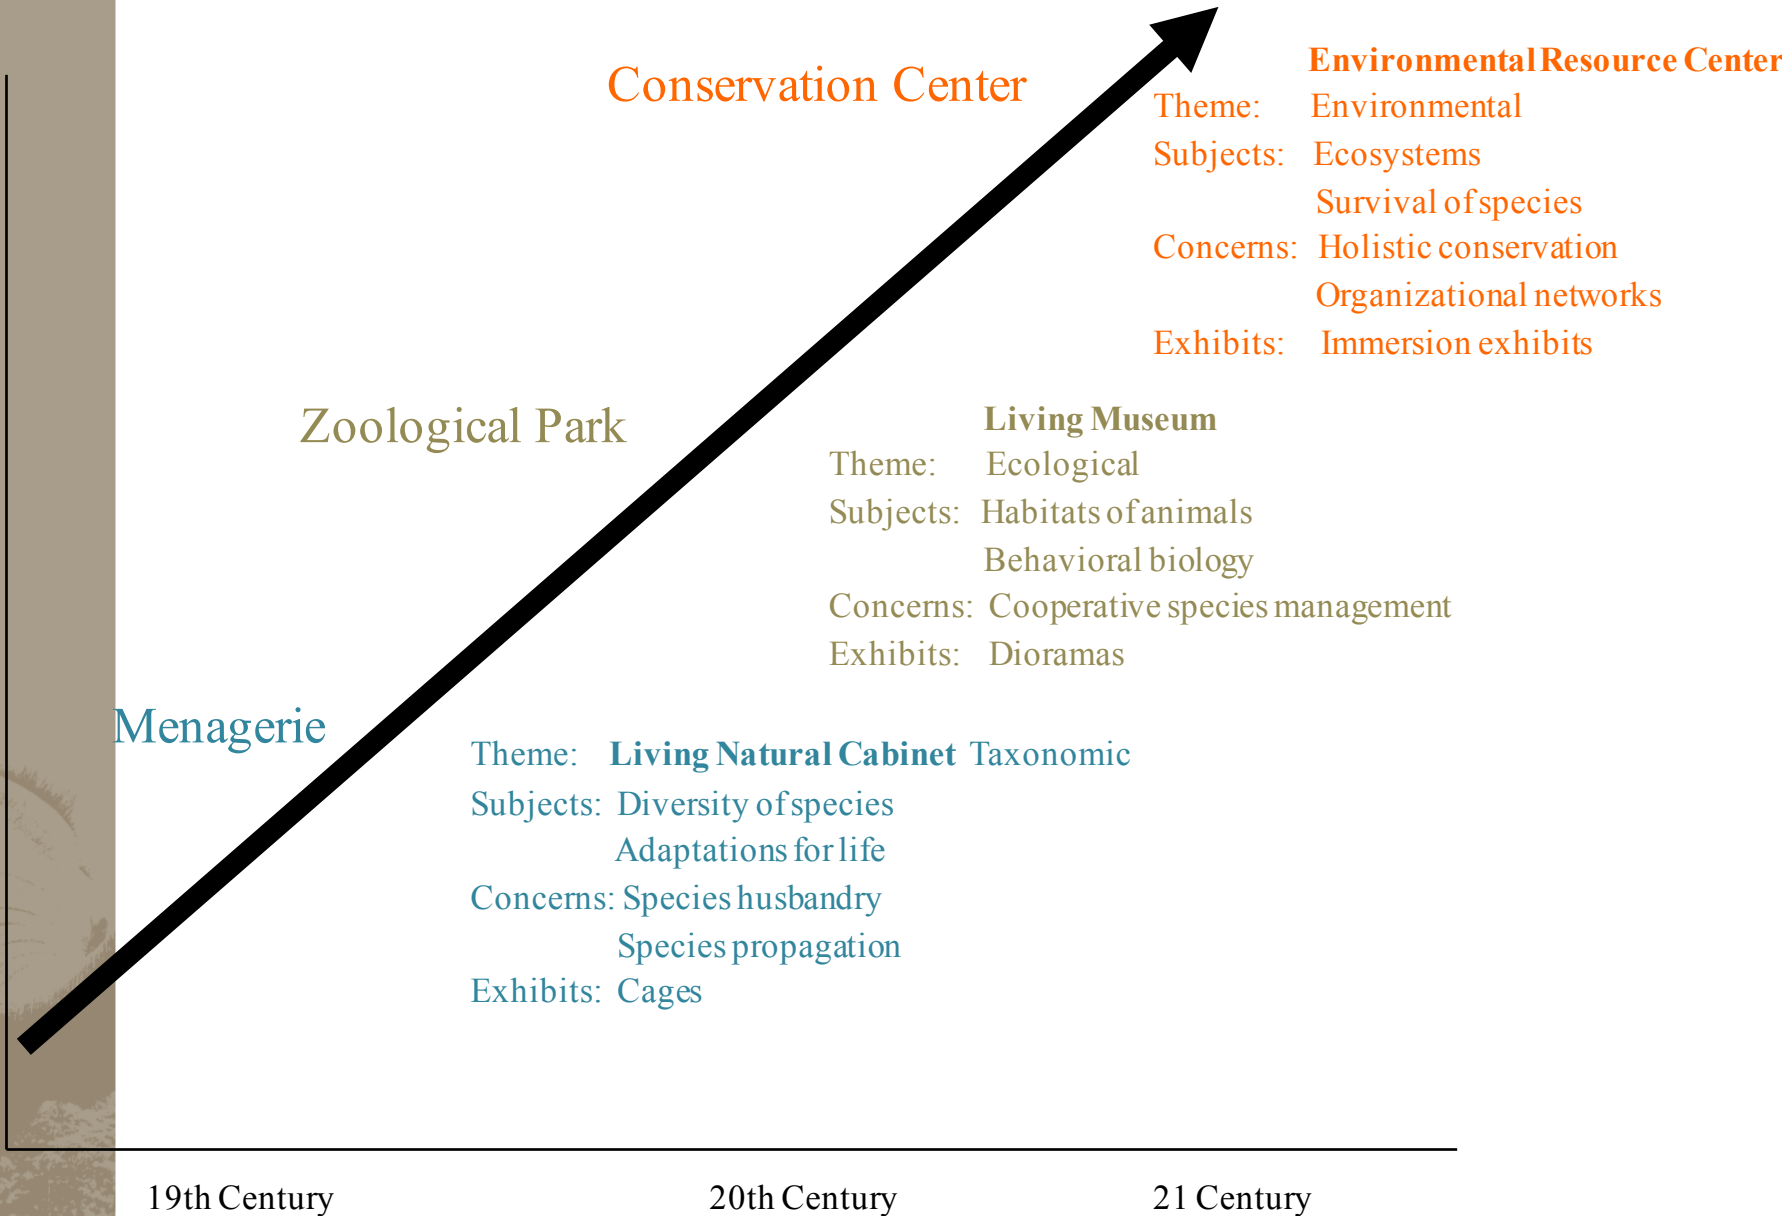 Conservation Center
Environmental Resource Center
Theme: Environmental
Subjects: Ecosystems
Survival of species
Concerns: Holistic conservation
Organizational networks
Exhibits: Immersion exhibits
Zoological Park
Living Museum
Theme: Ecological
Subjects: Habitats of animals
Behavioral biology
Concerns: Cooperative species management
Exhibits: Dioramas
Menagerie
Theme: Living Natural Cabinet Taxonomic
Subjects: Diversity of species
Adaptations for life
Concerns: Species husbandry
Species propagation
Exhibits: Cages
19th Century 20th Century 21 Century